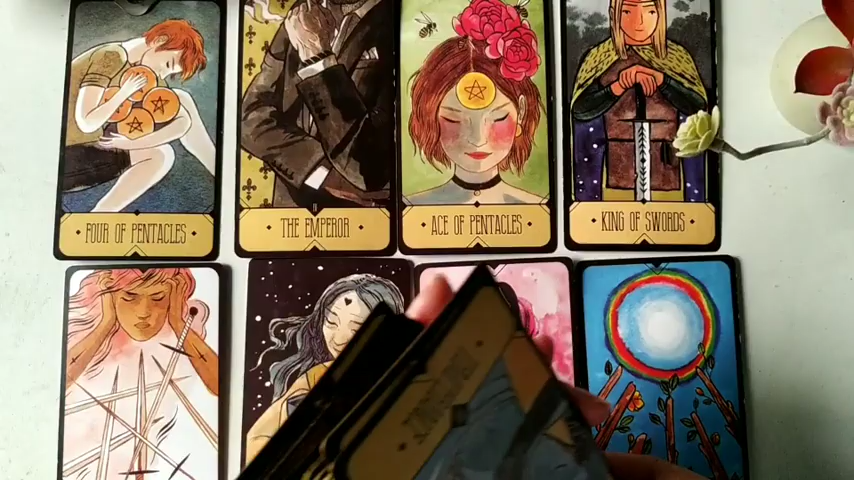 FOUR OF PENTACLES
THE EMPEROR
ACE OF PENTACLES
KING OF SWORDS